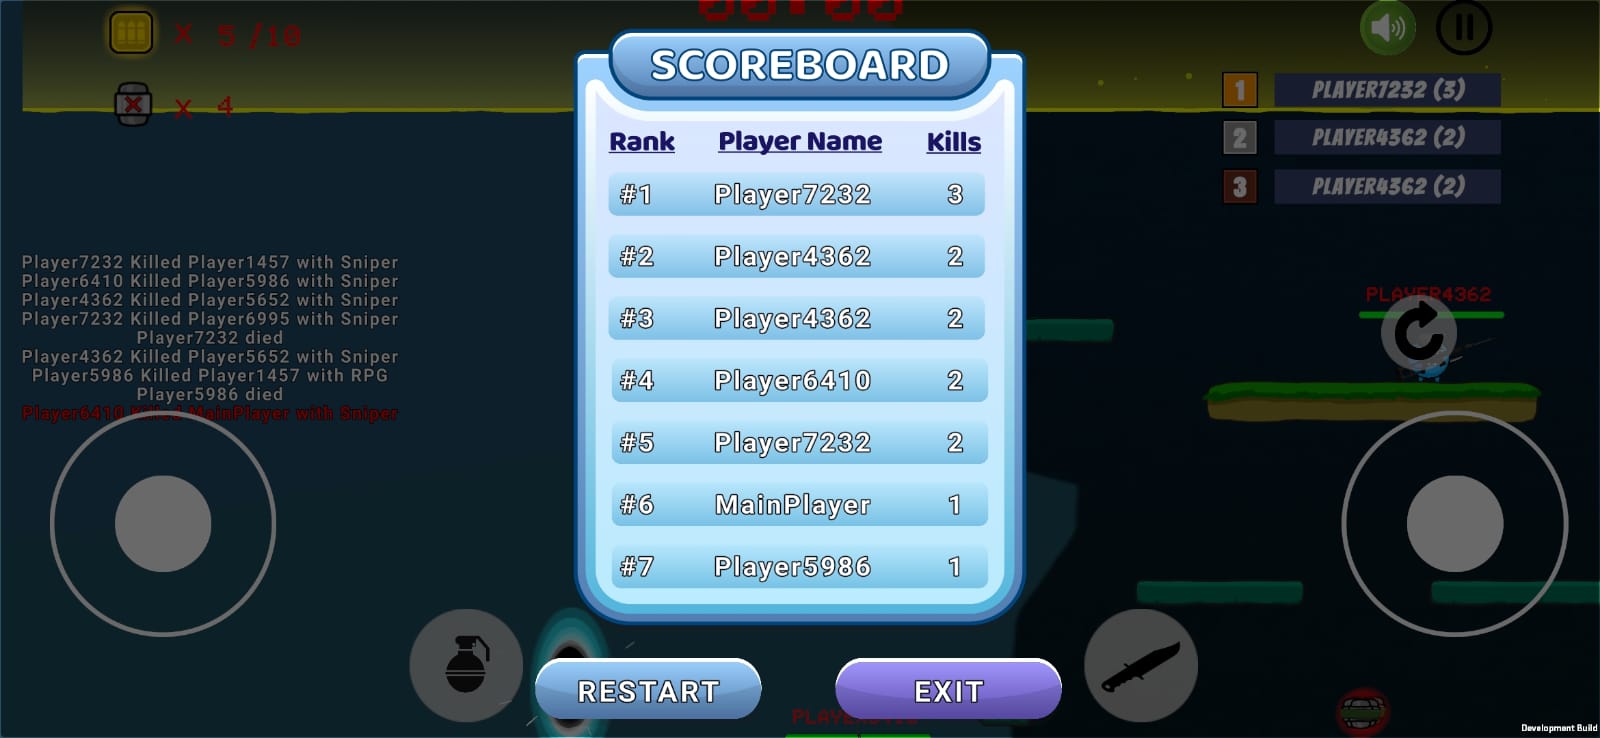 00:00
X 5 /10
X 4
SCOREBOARD
Rank Player Name Kills
#1 Player7232 3
#2 Player4362 2
#3 Player4362 2
#4 Player6410 2
#5 Player7232 2
#6 MainPlayer 1
#7 Player5986 1
RESTART
EXIT
1 PLAYER7232 (3)
2 PLAYER4362 (2)
3 PLAYER4362 (2)
Player7232 Killed Player1457 with Sniper
Player6410 Killed Player5986 with Sniper
Player4362 Killed Player5652 with Sniper
Player7232 Killed Player6995 with Sniper
Player7232 died
Player4362 Killed Player5652 with Sniper
Player5986 Killed Player1457 with RPG
Player5986 died
Player6410 Killed MainPlayer with Sniper
PLAYER4362
Development Build